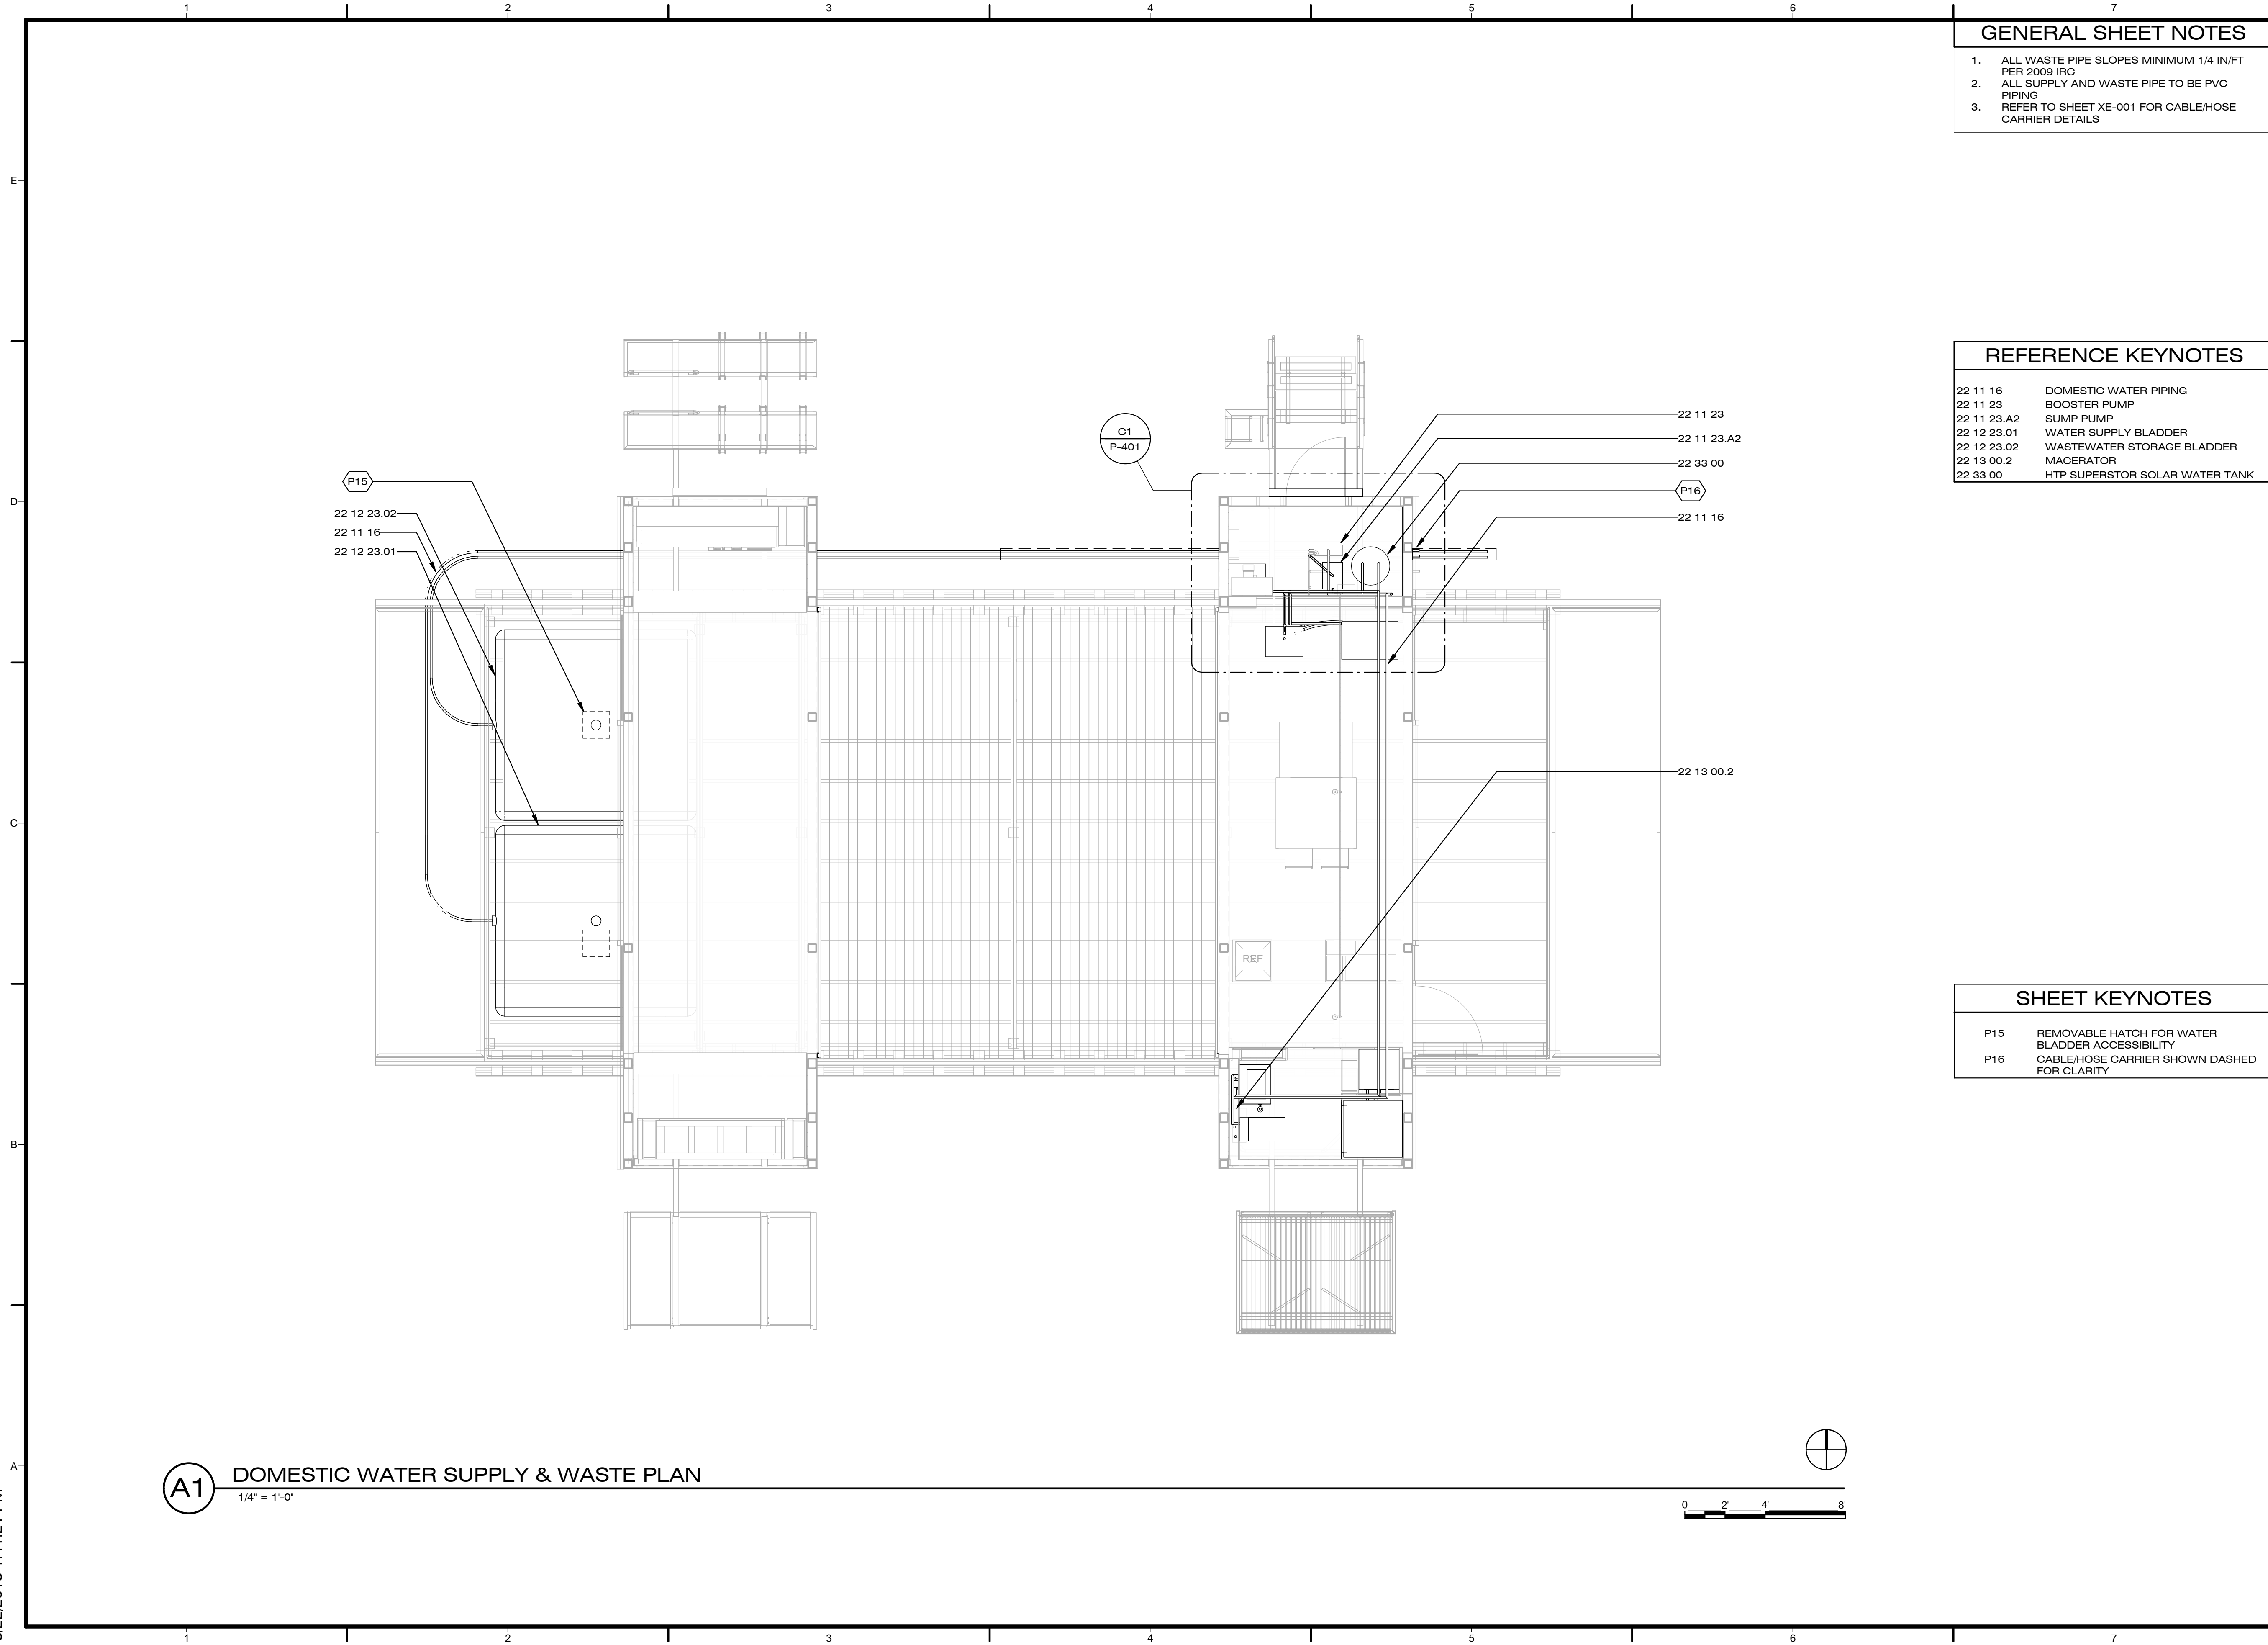 1 2 3 4 5 6 7
GENERAL SHEET NOTES
1. ALL WASTE PIPE SLOPES MINIMUM 1/4 IN/FT
PER 2009 IRC
2. ALL SUPPLY AND WASTE PIPE TO BE PVC
PIPING
3. REFER TO SHEET XE-001 FOR CABLE/HOSE
CARRIER DETAILS
E
REFERENCE KEYNOTES
22 11 16 DOMESTIC WATER PIPING
22 11 23 BOOSTER PUMP
22 11 23.A2 SUMP PUMP
22 12 23.01 WATER SUPPLY BLADDER
22 12 23.02 WASTEWATER STORAGE BLADDER
22 13 00.2 MACERATOR
22 33 00 HTP SUPERSTOR SOLAR WATER TANK
C1
P-401
22 11 23
22 11 23.A2
22 33 00
P16
22 11 16
P15
D
22 12 23.02
22 11 16
22 12 23.01
22 13 00.2
C
REF
SHEET KEYNOTES
P15 REMOVABLE HATCH FOR WATER
BLADDER ACCESSIBILITY
P16 CABLE/HOSE CARRIER SHOWN DASHED
FOR CLARITY
B
A
A1
DOMESTIC WATER SUPPLY & WASTE PLAN
1/4" = 1'-0"
0 2' 4' 8'
1 2 3 4 5 6 7